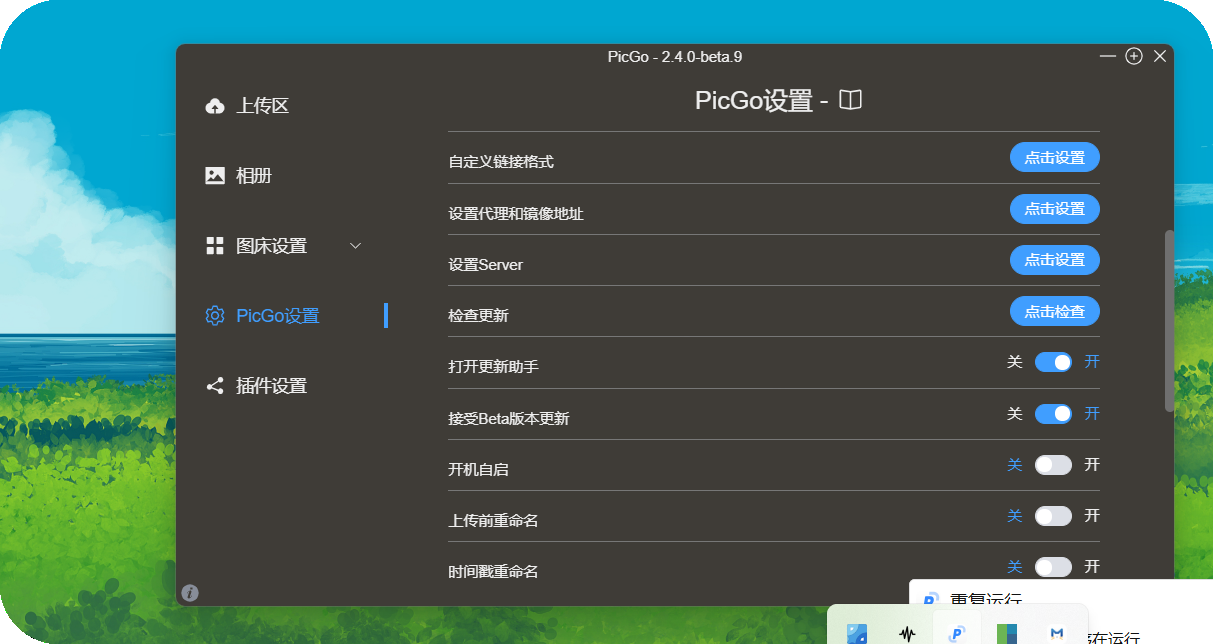 PicGo - 2.4.0-beta.9
上传区
相册
图床设置
PicGo设置
插件设置
PicGo设置 -
自定义链接格式 点击设置
设置代理和镜像地址 点击设置
设置Server 点击设置
检查更新 点击检查
打开更新助手 关 开
接受Beta版本更新 关 开
开机自启 关 开
上传前重命名 关 开
时间戳重命名 关 开
重复运行
在运行